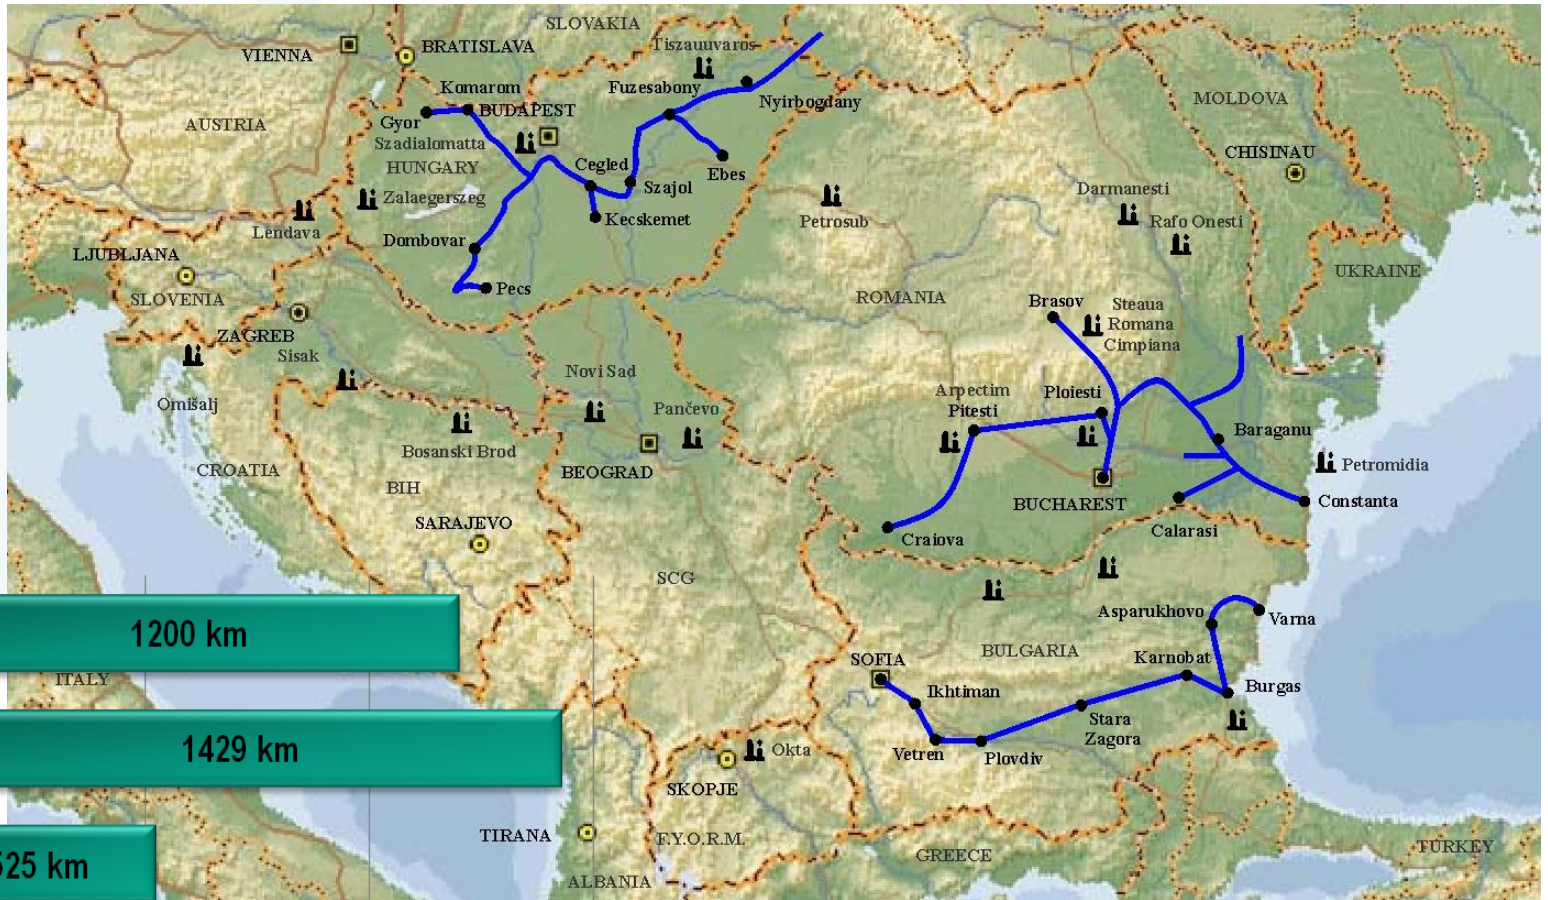 SLOVAKIA
VIENNA
BRATISLAVA
Tiszauuvaros
Komarom
Fuzesabony
Nyirbogdany
MOLDOVA
AUSTRIA
Gyor
BUDAPEST
Szadialomatta
HUNGARY
Cegled
Ebes
CHISINAU
Szajol
Zalaegerszeg
Kecskemet
Petrosub
Darmanesti
Rafo Onesti
Lendava
Dombovar
LJUBLJANA
SLOVENIA
Pecs
ROMANIA
UKRAINE
Brasov
Steaua
Romana
Cimpiana
ZAGREB
Sisak
Omišalj
Novi Sad
Pančevo
Arpectim
Pitesti
Ploiesti
Baraganu
Bosanski Brod
CROATIA
BIH
BEOGRAD
Petromidia
BUCHAREST
Constanta
SARAJEVO
Craiova
Calarasi
SCG
1200 km
Asparukhovo
Varna
SOFIA
BULGARIA
Karnobat
ITALY
Ikhtiman
Burgas
Stara
Zagora
1429 km
Vetren
Plovdiv
Okta
SKOPJE
TIRANA
F.Y.O.R.M.
GREECE
TURKEY
525 km
ALBANIA